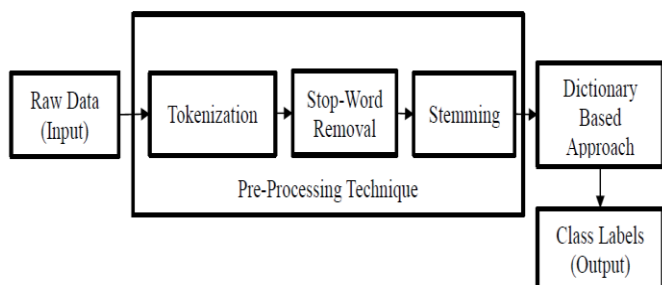 Raw Data
(Input)
Tokenization
Stop-Word
Removal
Stemming
Pre-Processing Technique
Dictionary
Based
Approach
Class Labels
(Output)